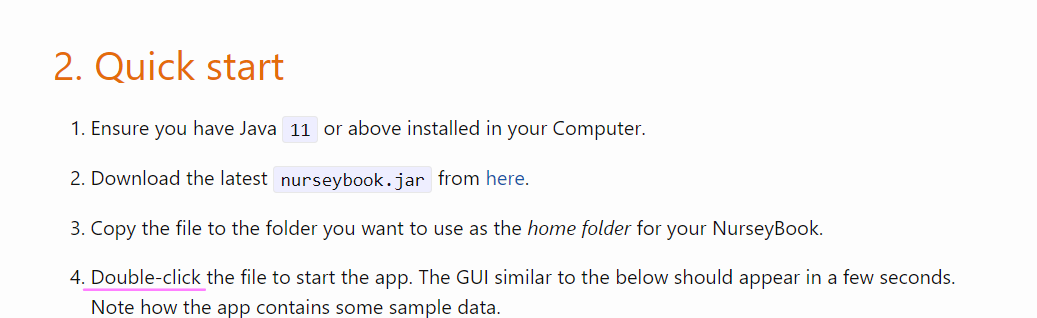 2. Quick start
1. Ensure you have Java 11 or above installed in your Computer.
2. Download the latest nurseybook.jar from here.
3. Copy the file to the folder you want to use as the home folder for your NurseyBook.
4. Double-click the file to start the app. The GUI similar to the below should appear in a few seconds.
Note how the app contains some sample data.